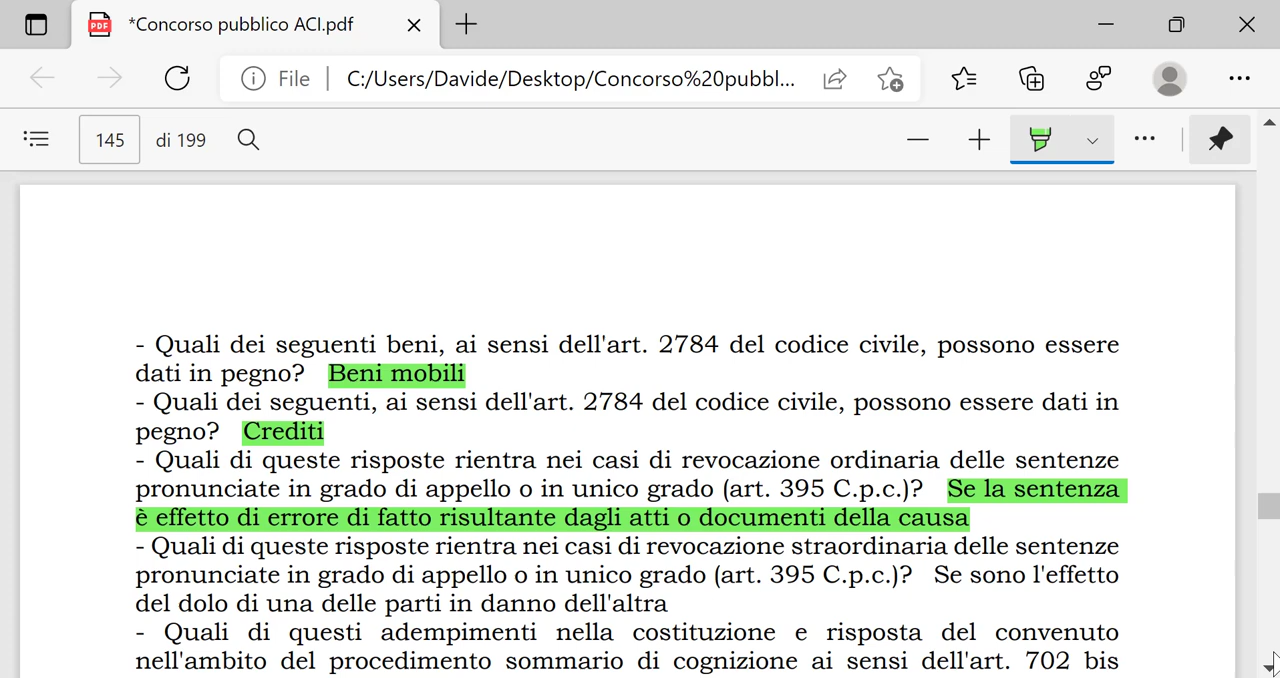 *Concorso pubblico ACI.pdf
File
C:/Users/Davide/Desktop/Concorso%20pubbl...
145 di 199
- Quali dei seguenti beni, ai sensi dell'art. 2784 del codice civile, possono essere
dati in pegno? Beni mobili
- Quali dei seguenti, ai sensi dell'art. 2784 del codice civile, possono essere dati in
pegno? Crediti
- Quali di queste risposte rientra nei casi di revocazione ordinaria delle sentenze
pronunciate in grado di appello o in unico grado (art. 395 C.p.c.)? Se la sentenza
è effetto di errore di fatto risultante dagli atti o documenti della causa
- Quali di queste risposte rientra nei casi di revocazione straordinaria delle sentenze
pronunciate in grado di appello o in unico grado (art. 395 C.p.c.)? Se sono l'effetto
del dolo di una delle parti in danno dell'altra
- Quali di questi adempimenti nella costituzione e risposta del convenuto
nell'ambito del procedimento sommario di cognizione ai sensi dell'art. 702 bis